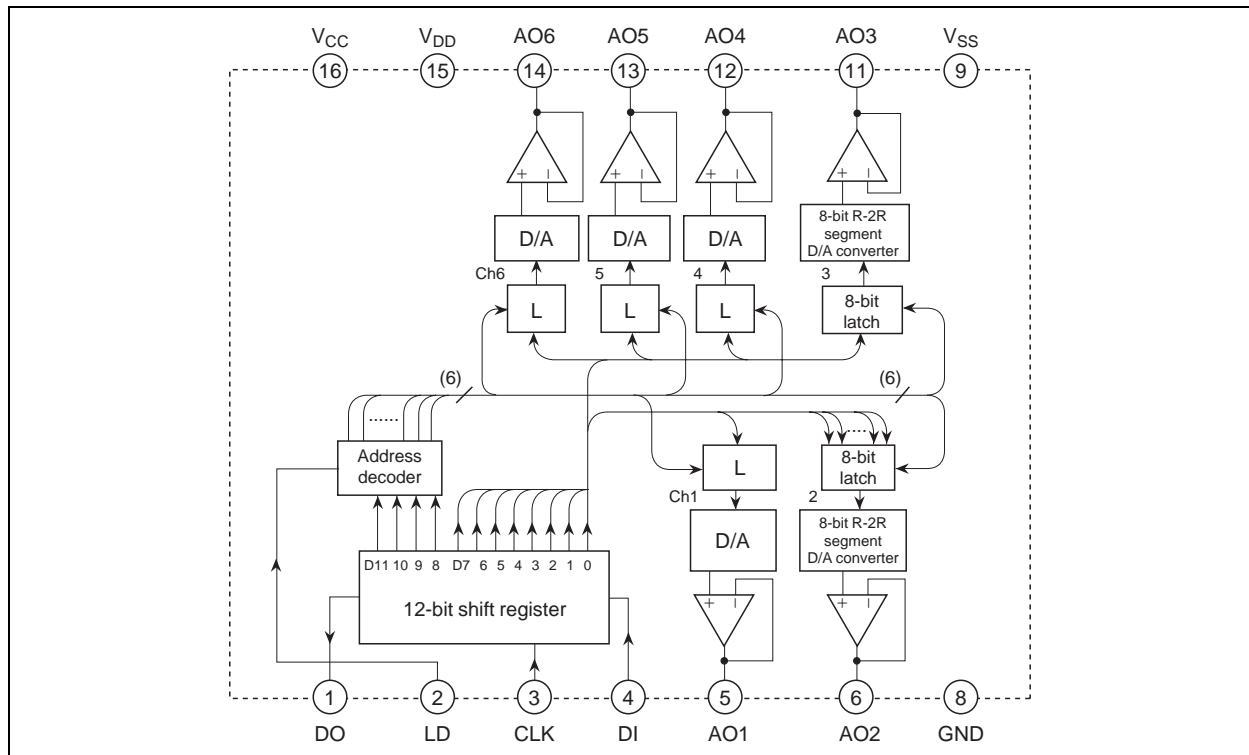 VCC VDD AO6 AO5 AO4 AO3 VSS
16 15 14 13 12 11 9
+ − + − + − + −
D/A D/A D/A 8-bit R-2R
segment
D/A converter
Ch6 5 4 3
L L L 8-bit
latch
(6) (6)
......
....
Address
decoder
L 8-bit
latch
Ch1 2
D/A 8-bit R-2R
segment
D/A converter
D11 10 9 8 D7 6 5 4 3 2 1 0
12-bit shift register
+ − + −
1 2 3 4 5 6 8
DO LD CLK DI AO1 AO2 GND